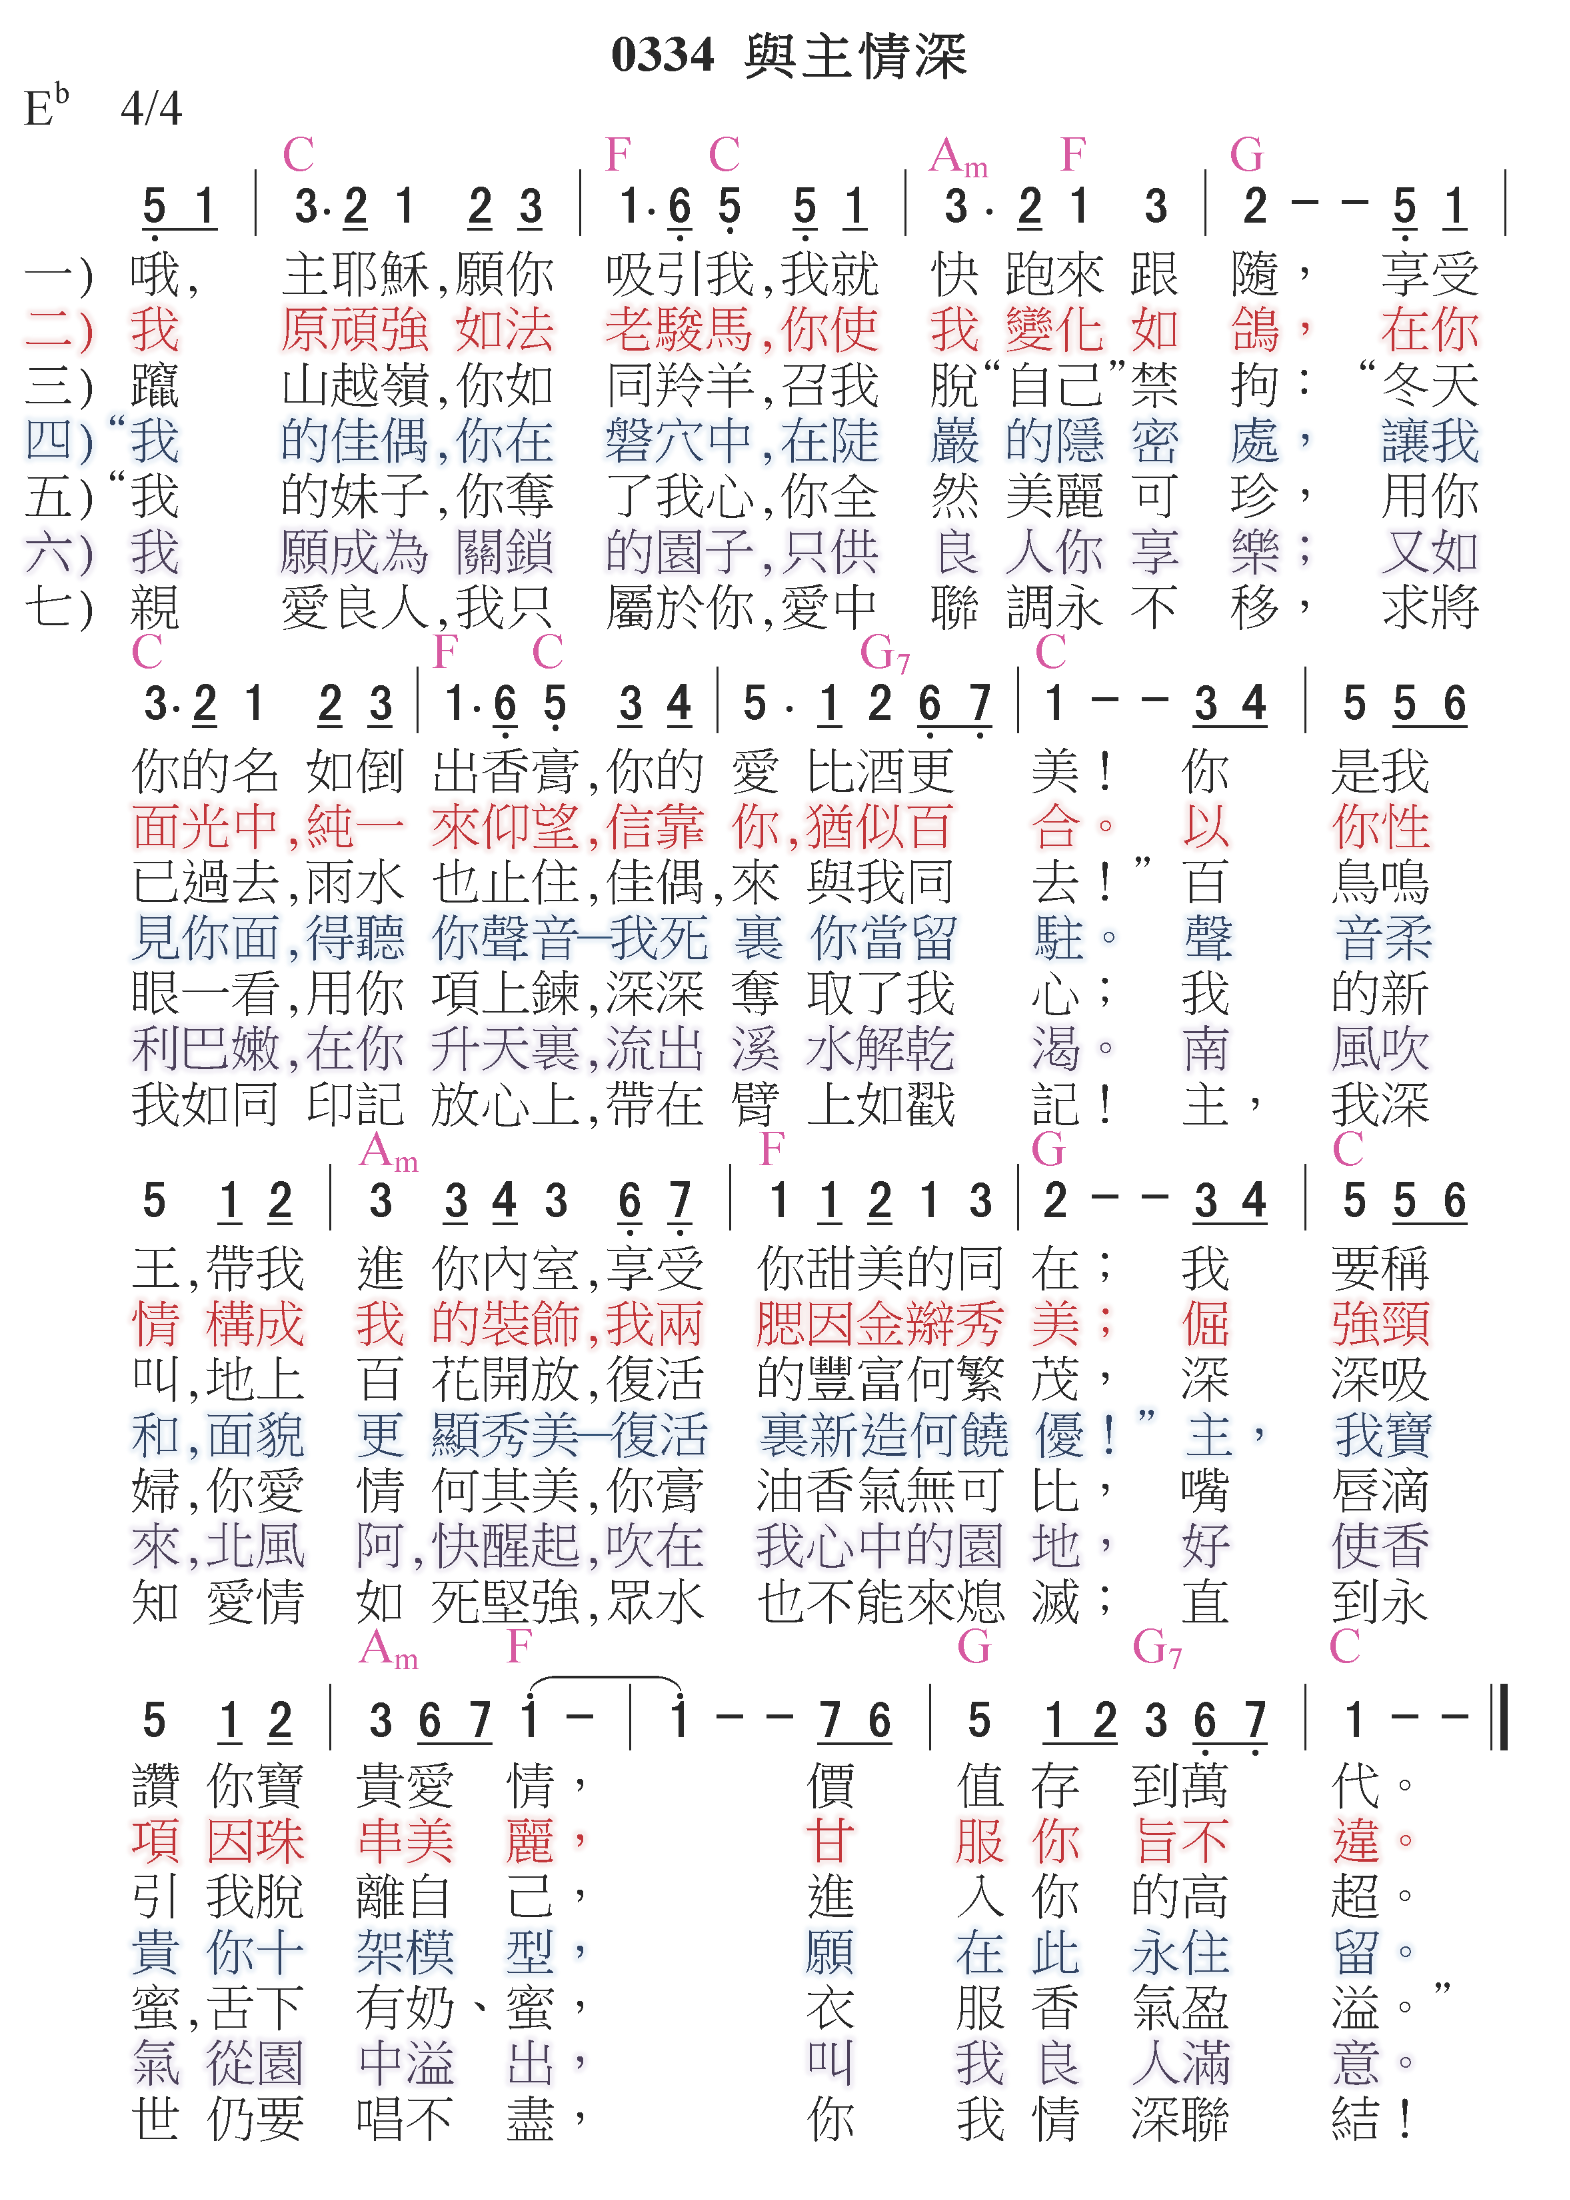 0334 與主情深
E♭ 4/4
C F C Am F G
5 1 | 3. 2 1 2 3 | 1. 6 5 5 1 | 3. 2 1 3 | 2 - - 5 1 |
一) 哦, 主耶穌,願你 吸引我,我就 快跑來跟隨， 享受
二) 我 原頑強如法 老駿馬,你使 我變化如鴿， 在你
三) 躥 山越嶺,你如 同羚羊,召我 脫“自己”禁拘： “冬天
四)“我 的佳偶,你在 磐穴中,在陡 巖的隱密處， 讓我
五)“我 的妹子,你奪 了我心,你全 然美麗可珍， 用你
六) 我 願成為關鎖 的園子,只供 良人你享樂； 又如
七) 親 愛良人,我只 屬於你,愛中 聯調永不移， 求將
C F C G7 C
3. 2 1 2 3 | 1. 6 5 3 4 | 5. 1 2 6 7 | 1 - - 3 4 | 5 5 6
你的名如倒 出香膏,你的 愛比酒更 美！ 你 是我
面光中,純一 來仰望,信靠 你,猶似百 合。 以 你性
已過去,雨水 也止住,佳偶, 來與我同 去！” 百 鳥鳴
見你面,得聽 你聲音—我死 裏你當留 駐。 聲 音柔
眼一看,用你 項上鍊,深深 奪取了我 心； 我 的新
利巴嫩,在你 升天裏,流出 溪水解乾 渴。 南 風吹
我如同印記 放心上,帶在 臂上如戳 記！ 主， 我深
Am F G C
5 1 2 | 3 3 4 3 6 7 | 1 1 2 1 3 | 2 - - 3 4 | 5 5 6
王,帶我 進你內室,享受 你甜美的同 在； 我 要稱
情構成 我的裝飾,我兩 腮因金辮秀 美； 倔 強頸
叫,地上 百花開放,復活 的豐富何繁 茂， 深 深吸
和,面貌 更顯秀美—復活 裏新造何饒 優！” 主， 我寶
婦,你愛 情何其美,你膏 油香氣無可 比， 嘴 唇滴
來,北風 阿,快醒起,吹在 我心中的園 地， 好 使香
知愛情 如死堅強,眾水 也不能來熄 滅； 直 到永
Am F G G7 C
5 1 2 | 3 6 7 1 - | 1 - - 7 6 | 5 1 2 3 6 7 | 1 - - ‖
讚你寶 貴愛情， 價 值存到萬 代。
項因珠 串美麗， 甘 服你旨不 違。
引我脫 離自己， 進 入你的高 超。
貴你十 架模型， 願 在此永住 留。
蜜,舌下 有奶、蜜， 衣 服香氣盈 溢。”
氣從園 中溢出， 叫 我良人滿 意。
世仍要 唱不盡， 你 我情深聯 結！